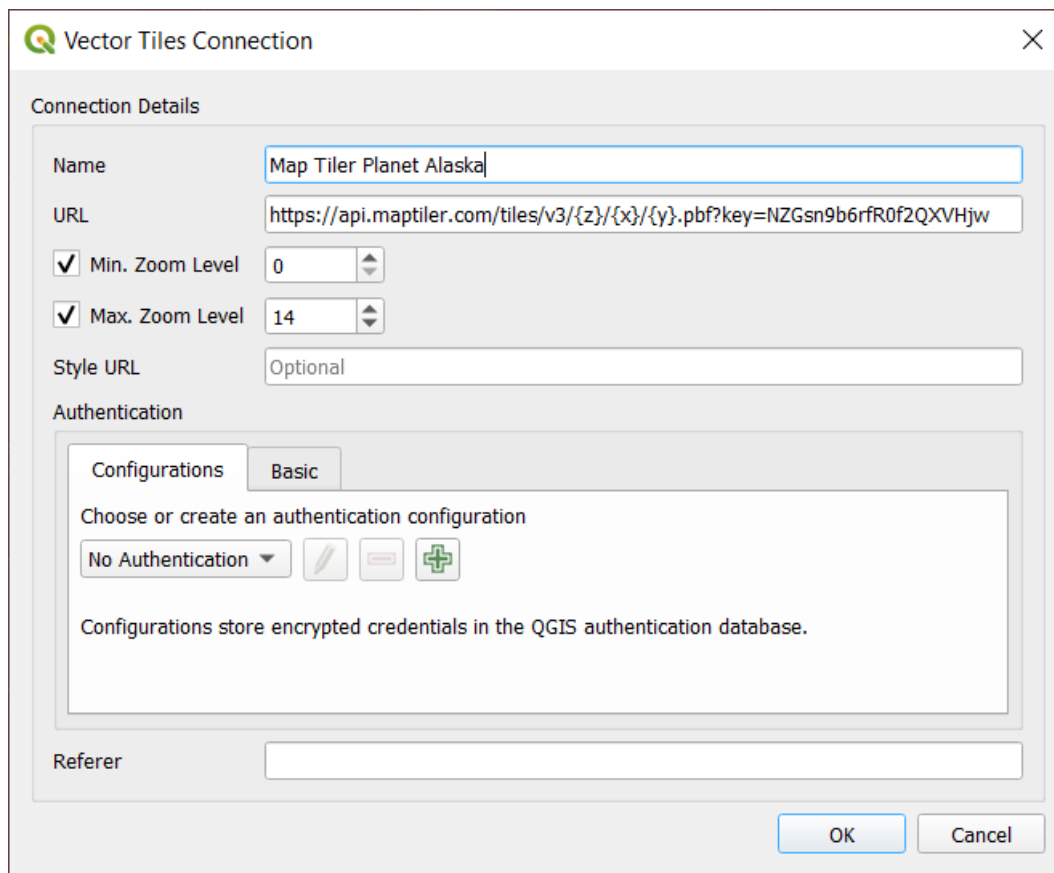 Vector Tiles Connection
Connection Details
Name Map Tiler Planet Alaska
URL https://api.maptiler.com/tiles/v3/{z}/{x}/{y}.pbf?key=NZGsn9b6rfR0f2QXVHjw
Min. Zoom Level 0
Max. Zoom Level 14
Style URL Optional
Authentication
Configurations Basic
Choose or create an authentication configuration
No Authentication
Configurations store encrypted credentials in the QGIS authentication database.
Referer
OK Cancel